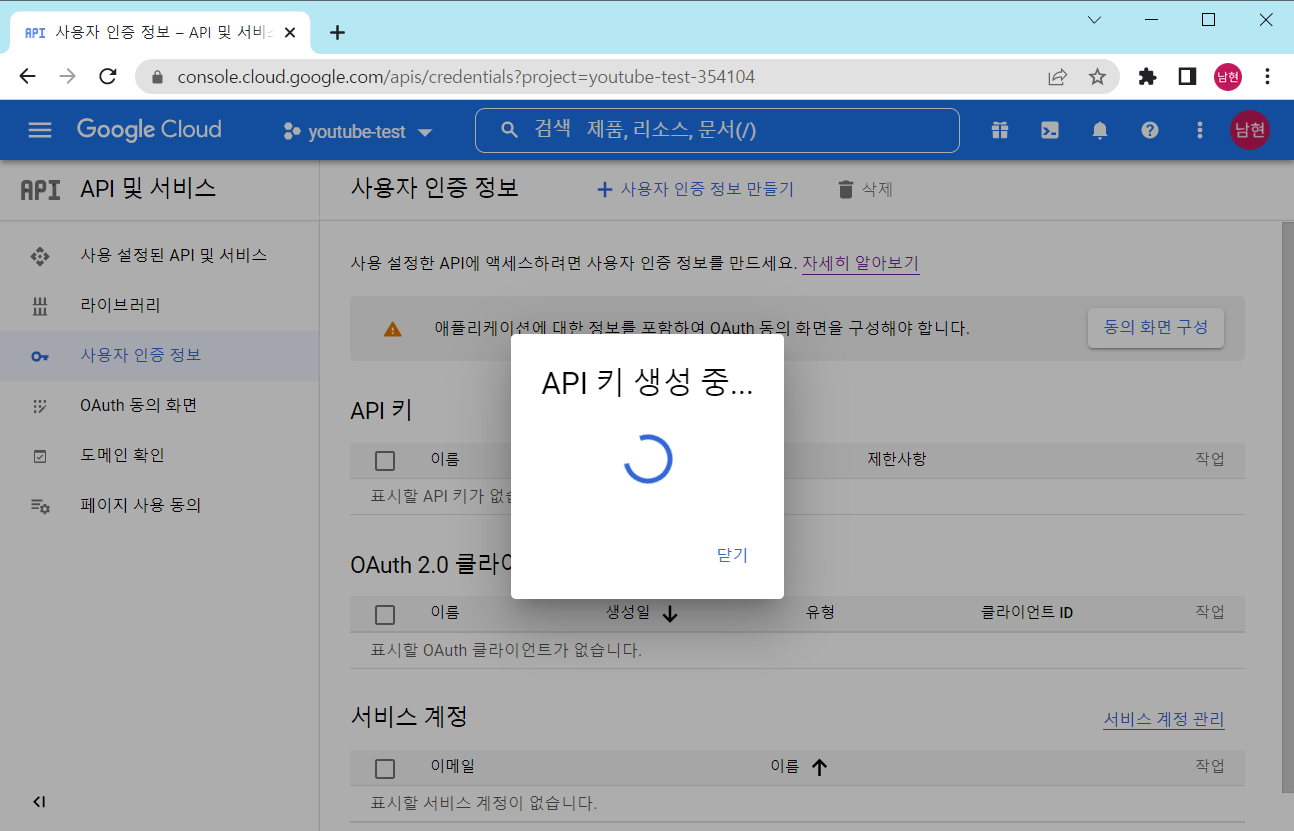 API 사용자 인증 정보 – API 및 서비스
console.cloud.google.com/apis/credentials?project=youtube-test-354104
남현
Google Cloud
youtube-test
검색 제품, 리소스, 문서(/)
남현
API API 및 서비스
사용자 인증 정보
사용자 인증 정보 만들기
삭제
사용 설정된 API 및 서비스
라이브러리
사용자 인증 정보
OAuth 동의 화면
도메인 확인
페이지 사용 동의
사용 설정한 API에 액세스하려면 사용자 인증 정보를 만드세요. 자세히 알아보기
애플리케이션에 대한 정보를 포함하여 OAuth 동의 화면을 구성해야 합니다.
동의 화면 구성
API 키 생성 중...
닫기
API 키
이름 제한사항 작업
표시할 API 키가
OAuth 2.0
이름 생성일 유형 클라이언트 ID 작업
표시할 OAuth 클라이언트가 없습니다.
서비스 계정
서비스 계정 관리
이메일 이름 작업
표시할 서비스 계정이 없습니다.